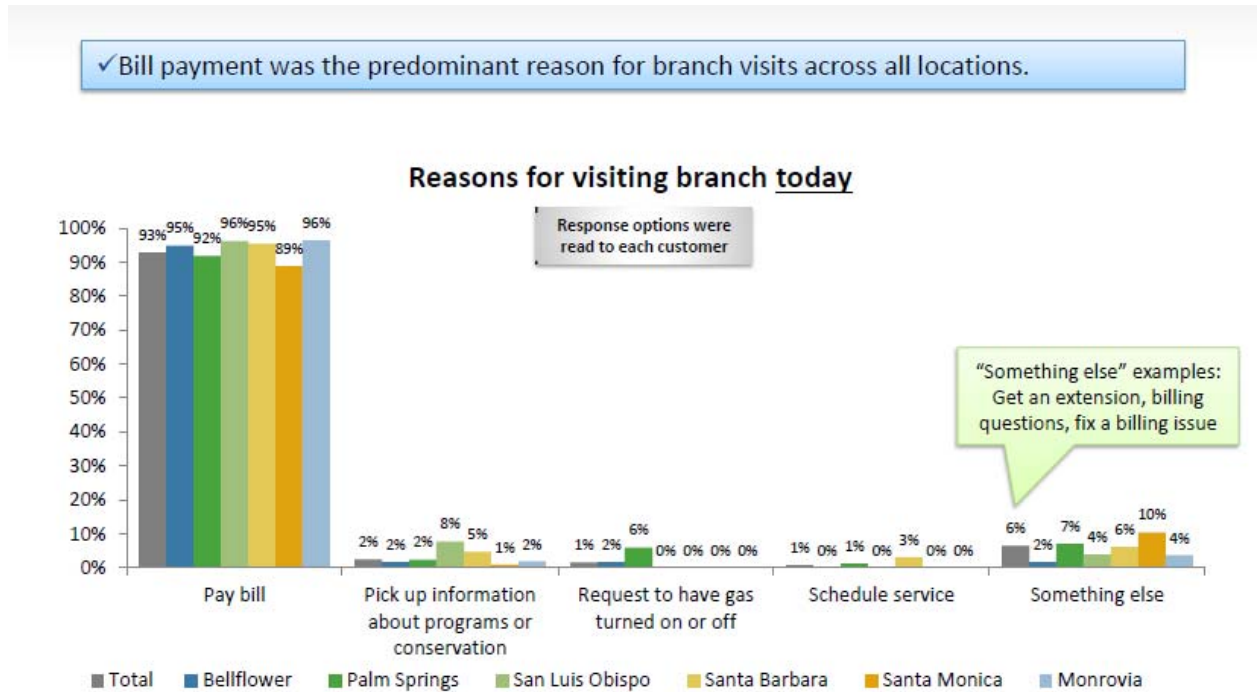 ✓Bill payment was the predominant reason for branch visits across all locations.
Reasons for visiting branch today
Response options were
read to each customer
100%
90%
80%
70%
60%
50%
40%
30%
20%
10%
0%
93% 95% 92% 96% 95% 89% 96%
2% 2% 2% 8% 5% 1% 2%
1% 2% 6% 0% 0% 0% 0%
1% 0% 1% 0% 3% 0% 0%
6% 2% 7% 4% 6% 10% 4%
“Something else” examples:
Get an extension, billing
questions, fix a billing issue
Pay bill
Pick up information
about programs or
conservation
Request to have gas
turned on or off
Schedule service
Something else
Total Bellflower Palm Springs San Luis Obispo Santa Barbara Santa Monica Monrovia